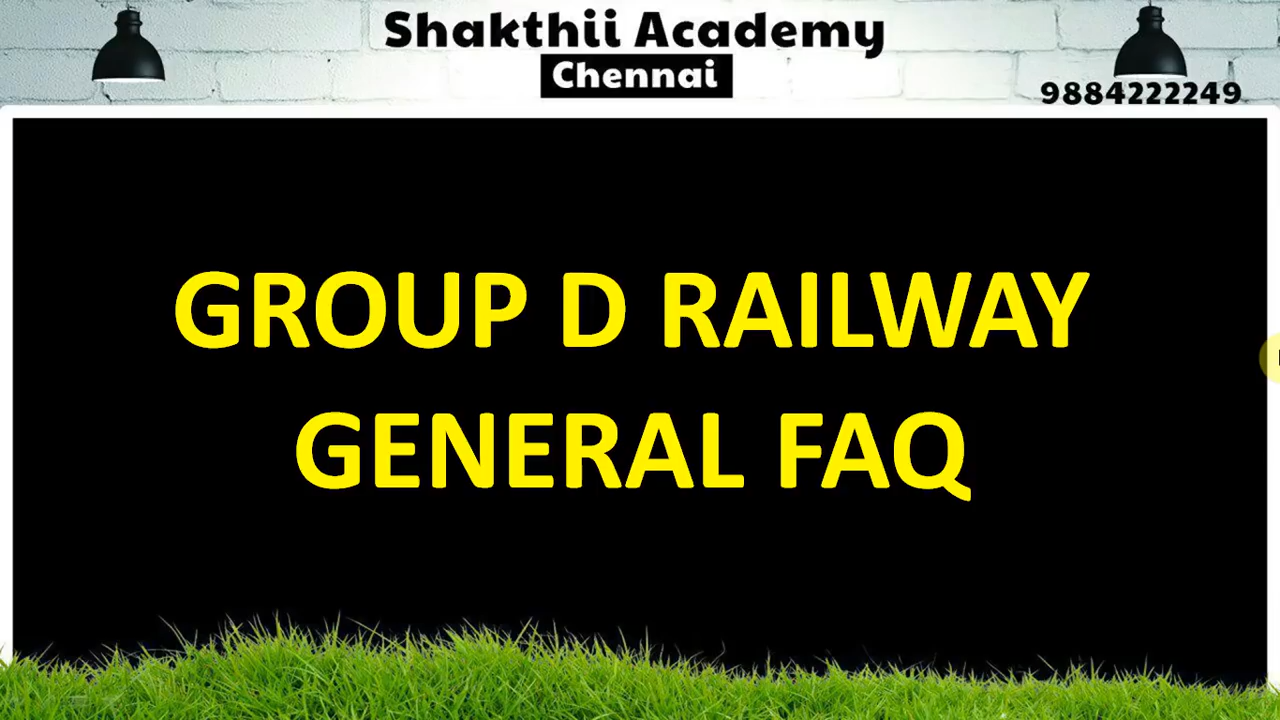 Shakthii Academy
Chennai
9884222249
GROUP D RAILWAY
GENERAL FAQ